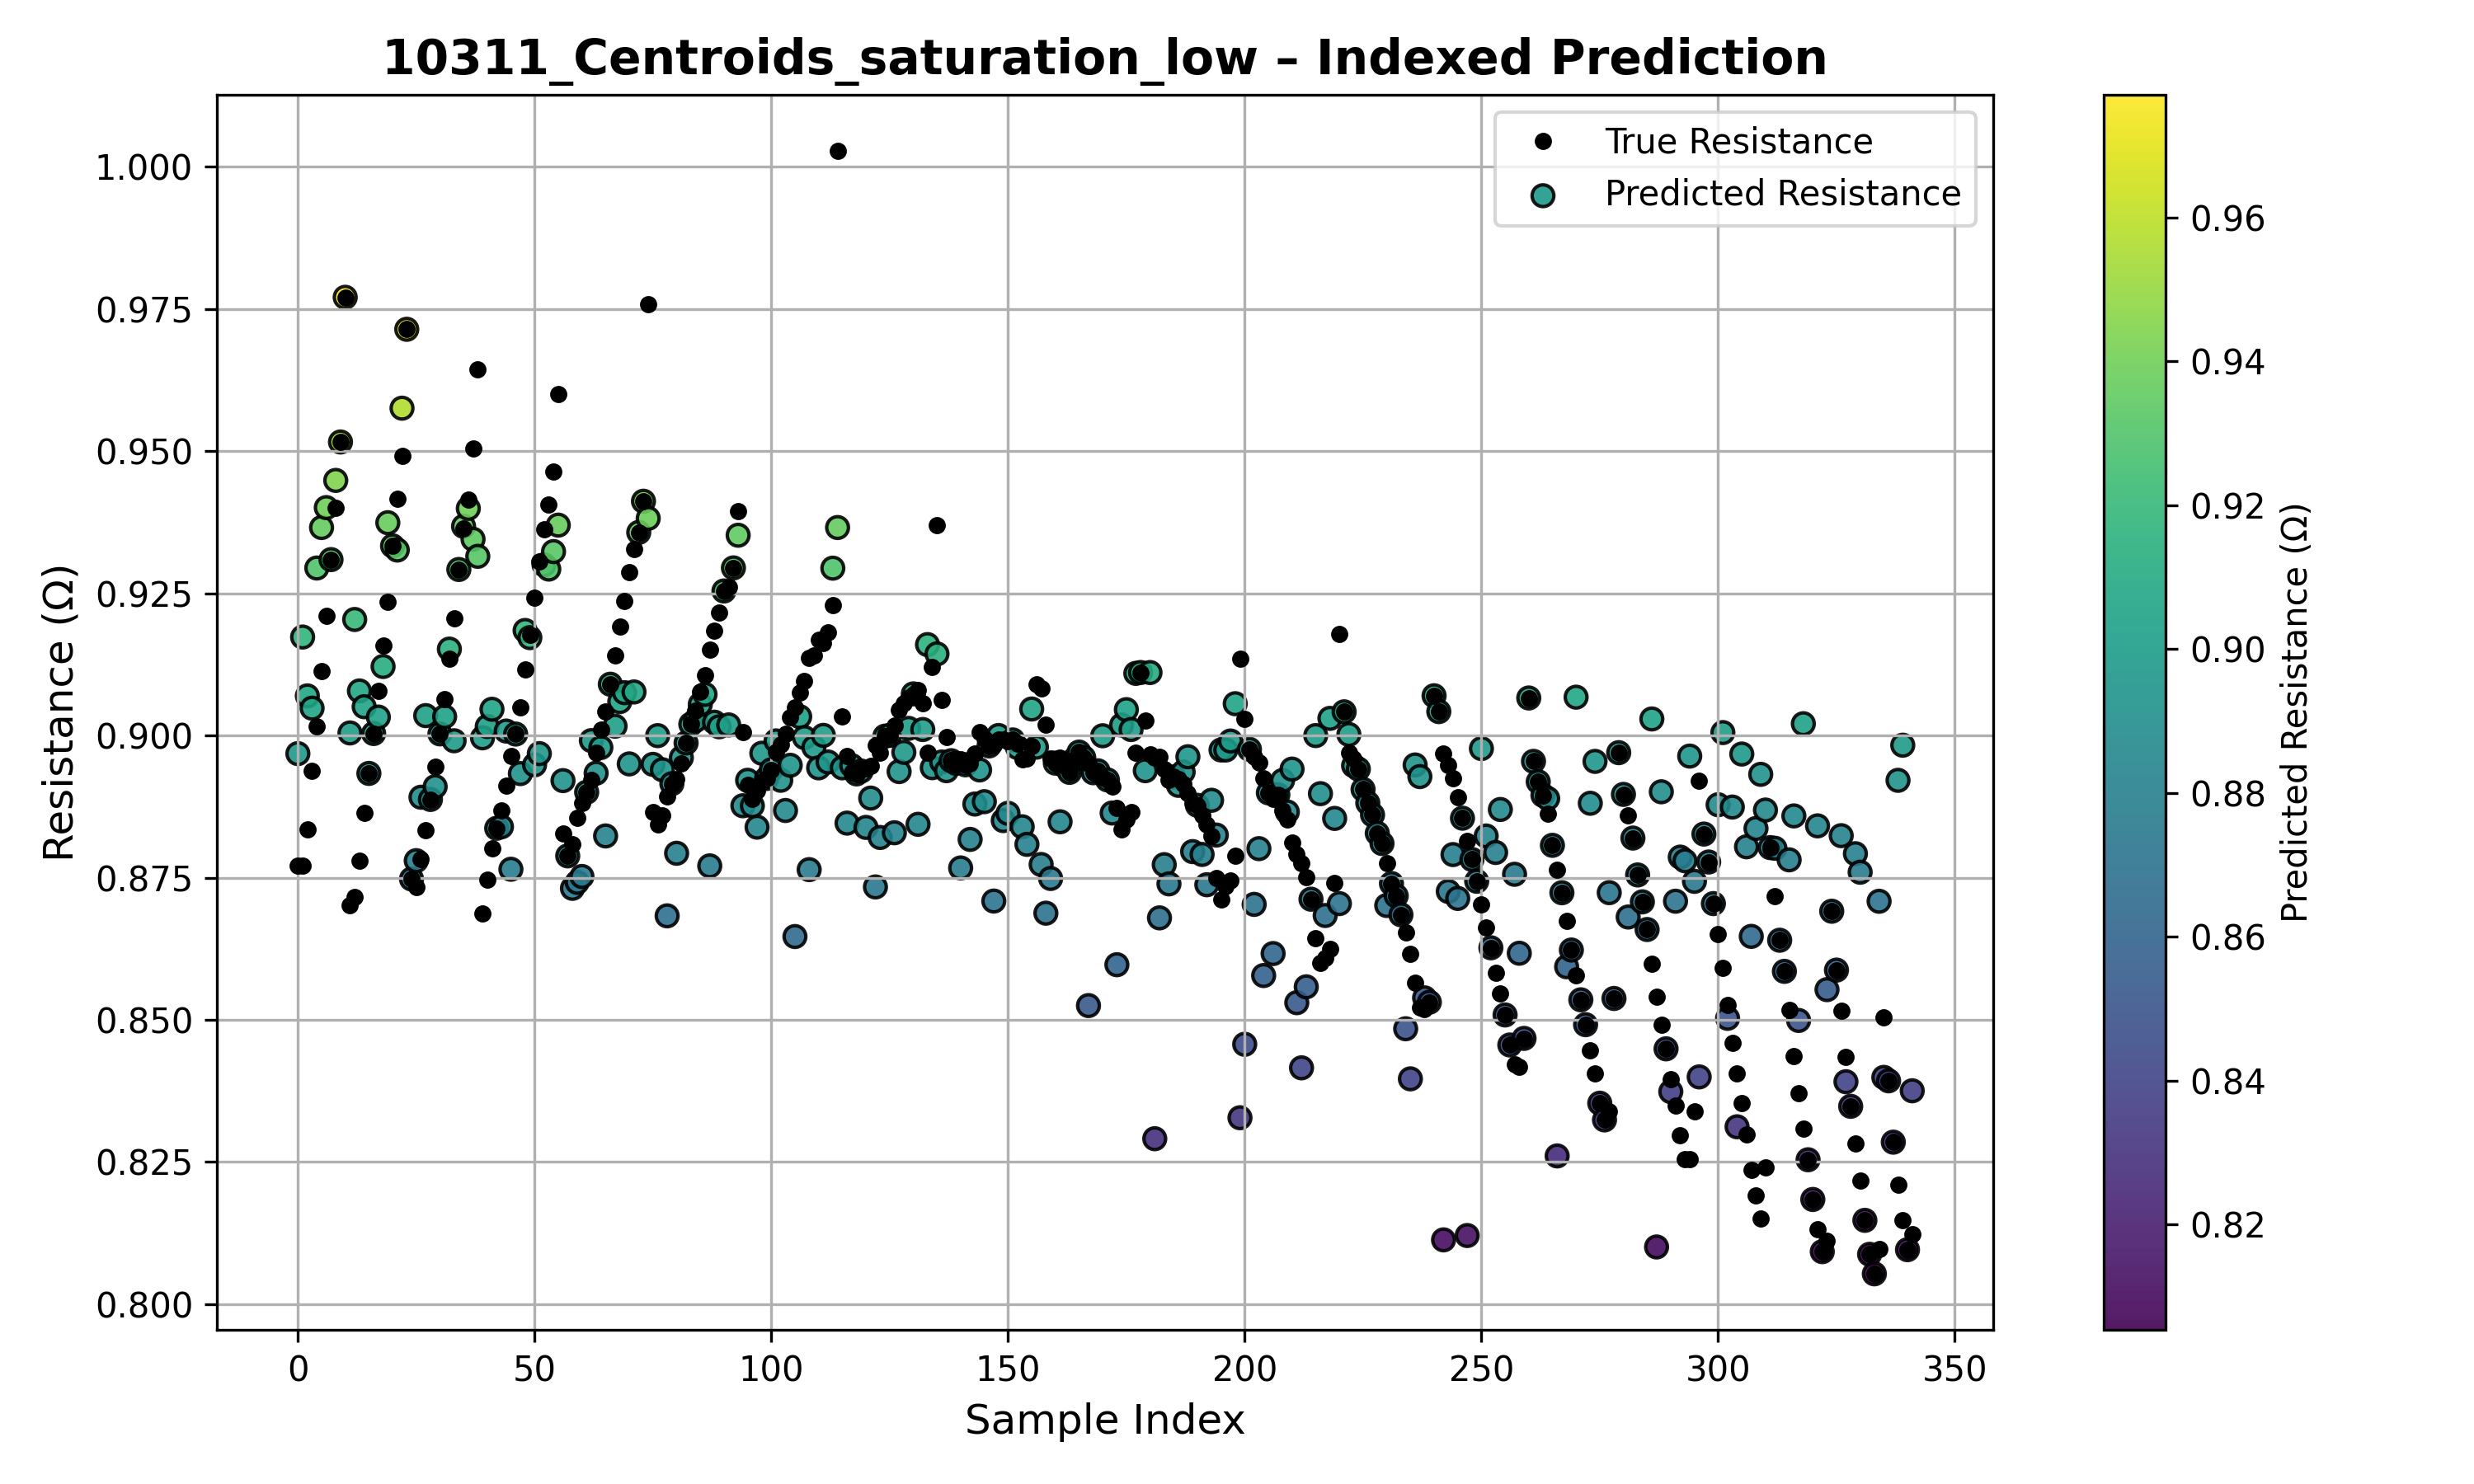 10311_Centroids_saturation_low – Indexed Prediction
True Resistance
Predicted Resistance
1.000
0.975
0.950
0.925
0.900
0.875
0.850
0.825
0.800
Resistance (Ω)
0 50 100 150 200 250 300 350
Sample Index
0.96
0.94
0.92
0.90
0.88
0.86
0.84
0.82
Predicted Resistance (Ω)